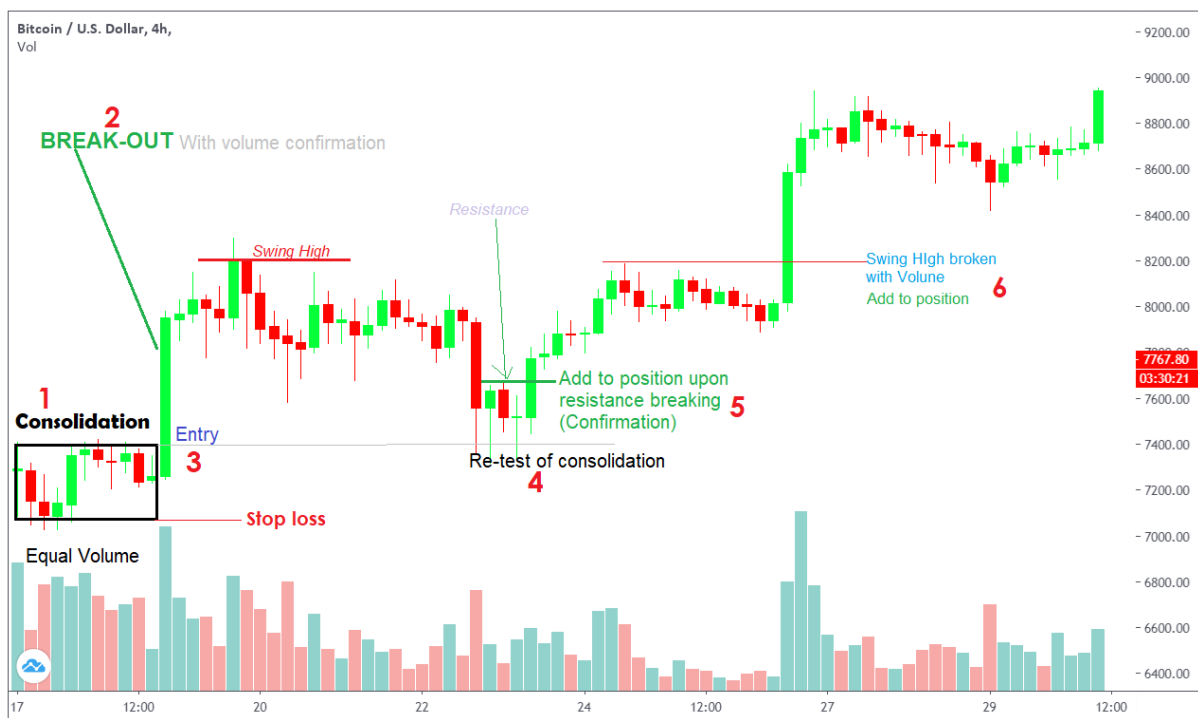 Bitcoin / U.S. Dollar, 4h,
Vol
2
BREAK-OUT With volume confirmation
Resistance
Swing High
Swing HIgh broken
with Volune
6
Add to position
1
Consolidation
Entry
3
Add to position upon
resistance breaking
(Confirmation)
5
Re-test of consolidation
4
Stop loss
Equal Volume
9200.00
9000.00
8800.00
8600.00
8400.00
8200.00
8000.00
7767.80
03:30:21
7600.00
7400.00
7200.00
7000.00
6800.00
6600.00
6400.00
17
12:00
20
22
24
12:00
27
29
12:00